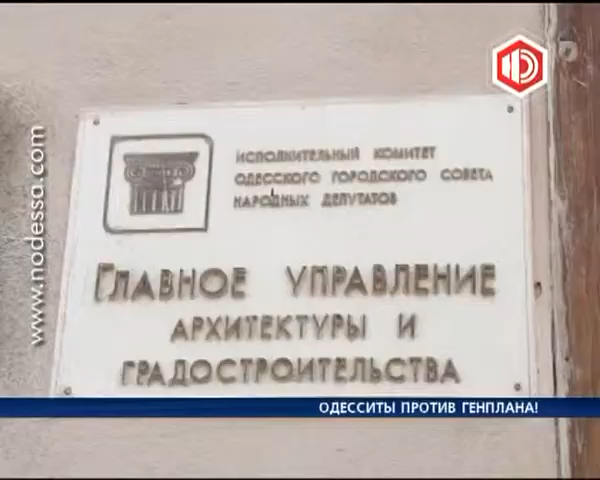 ИСПОЛНИТЕЛЬНЫЙ КОМИТЕТ
ОДЕССКОГО ГОРОДСКОГО СОВЕТА
НАРОДНЫХ ДЕПУТАТОВ
ГЛАВНОЕ УПРАВЛЕНИЕ
АРХИТЕКТУРЫ И
ГРАДОСТРОИТЕЛЬСТВА
www.nodessa.com
ОДЕССИТЫ ПРОТИВ ГЕНПЛАНА!